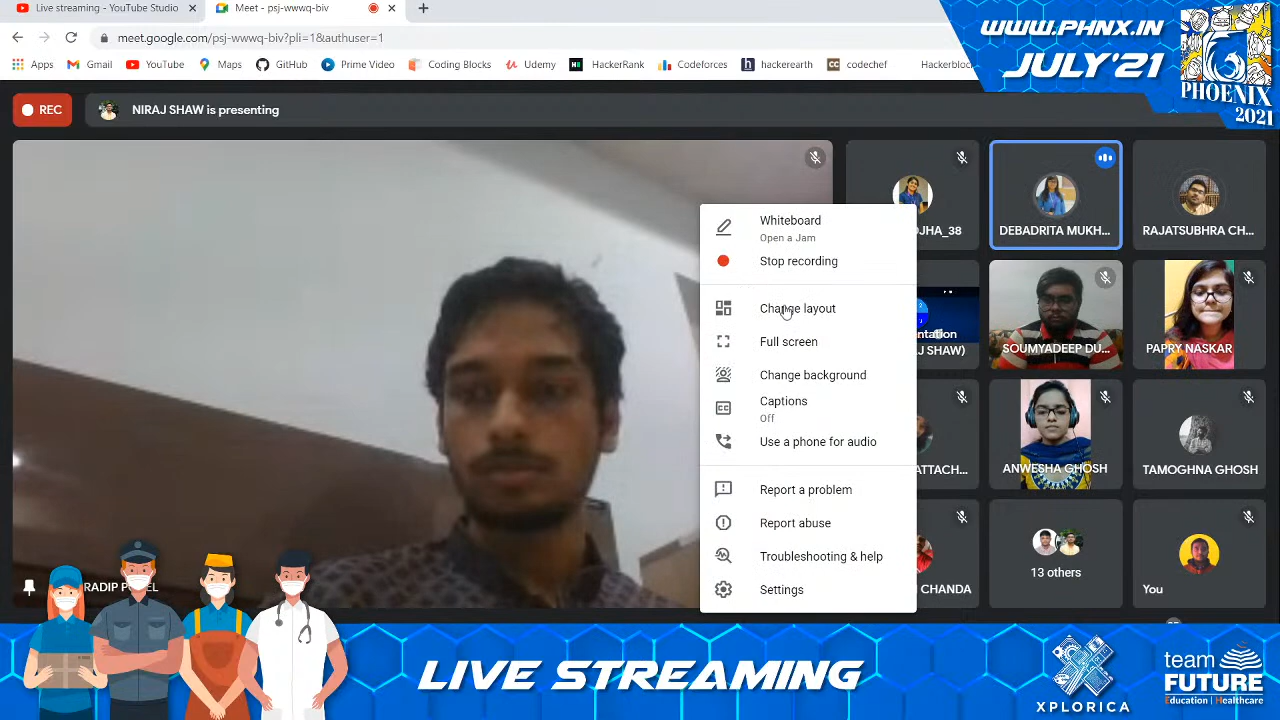 Live streaming - YouTube Studio
Meet - psj-wwwq-biv
meet.google.com/psj-wwwq-biv?pli=1&authuser=1
Apps
Gmail
YouTube
Maps
GitHub
Prime Video
Coding Blocks
Udemy
HackerRank
Codeforces
hackerearth
codechef
WWW.PHNX.IN
JULY'21
PHOENIX
2021
REC
NIRAJ SHAW is presenting
Whiteboard
Open a Jam
Stop recording
Change layout
Full screen
Change background
Captions
Off
Use a phone for audio
Report a problem
Report abuse
Troubleshooting & help
Settings
DEBADRITA MUKH...
RAJATSUBHRA CH...
SOUMYADEEP DU...
PAPRY NASKAR
ANWESHA GHOSH
TAMOGHNA GHOSH
CHANDA
13 others
You
LIVE STREAMING
XPLORICA
team
FUTURE
Education | Healthcare